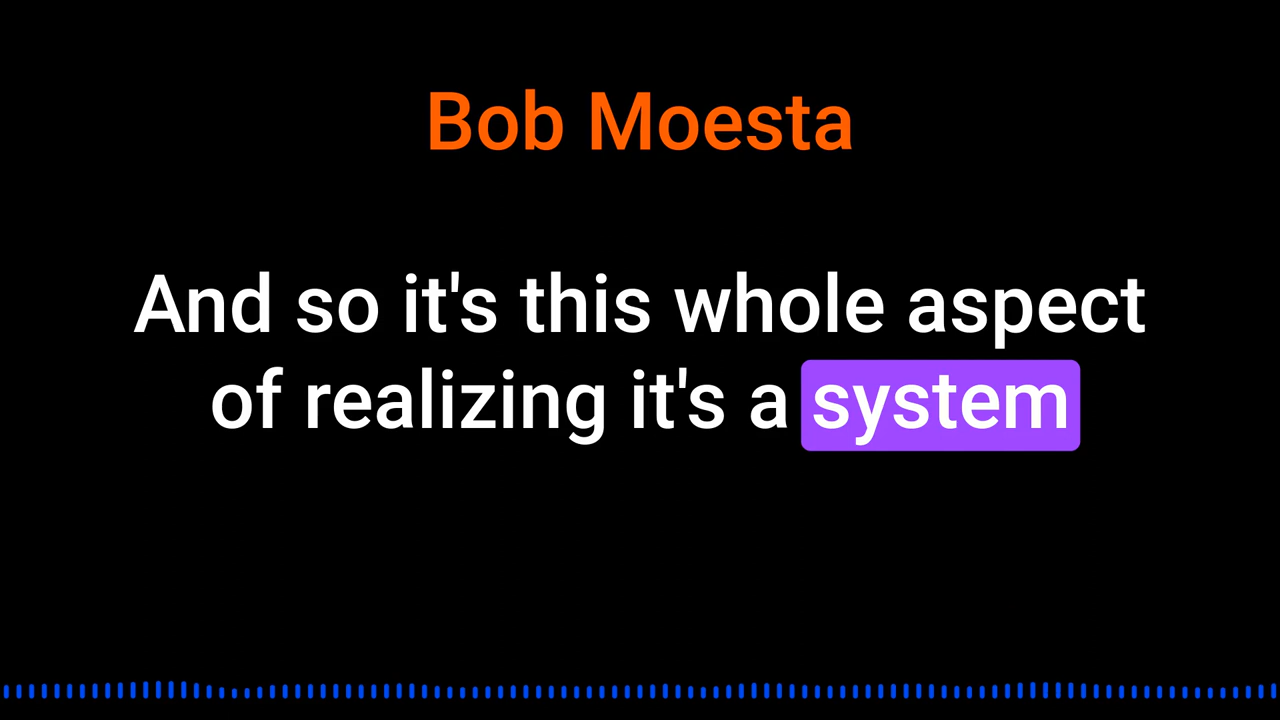 Bob Moesta
And so it's this whole aspect
of realizing it's a system